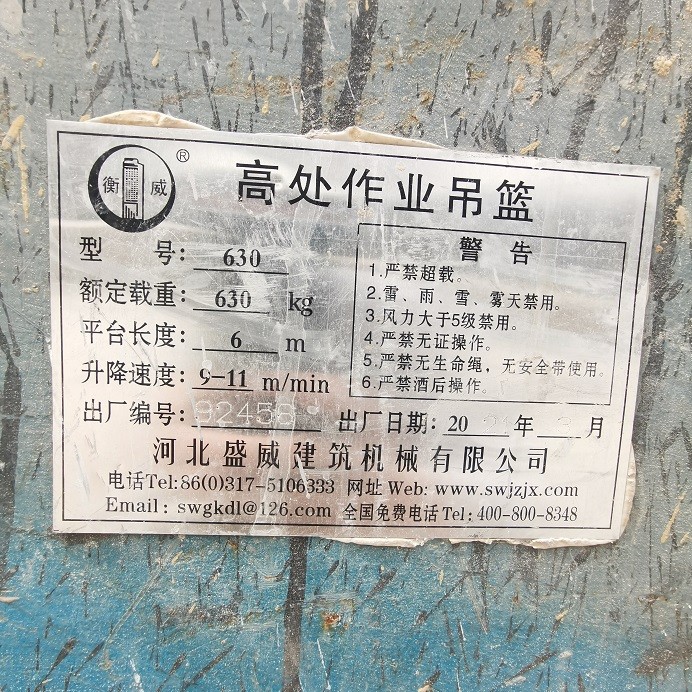 衡 威 ®
高处作业吊篮
型 号: 630
额定载重: 630 kg
平台长度: 6 m
升降速度: 9-11 m/min
出厂编号: 92458
警告
1.严禁超载。
2.雷、雨、雪、雾天禁用。
3.风力大于5级禁用。
4.严禁无证操作。
5.严禁无生命绳，无安全带使用。
6.严禁酒后操作。
出厂日期: 20 年 月
河北盛威建筑机械有限公司
电话Tel:86(0)317-5106333 网址 Web: www.swjzjx.com
Email: swgkdl@126.com 全国免费电话 Tel: 400-800-8348